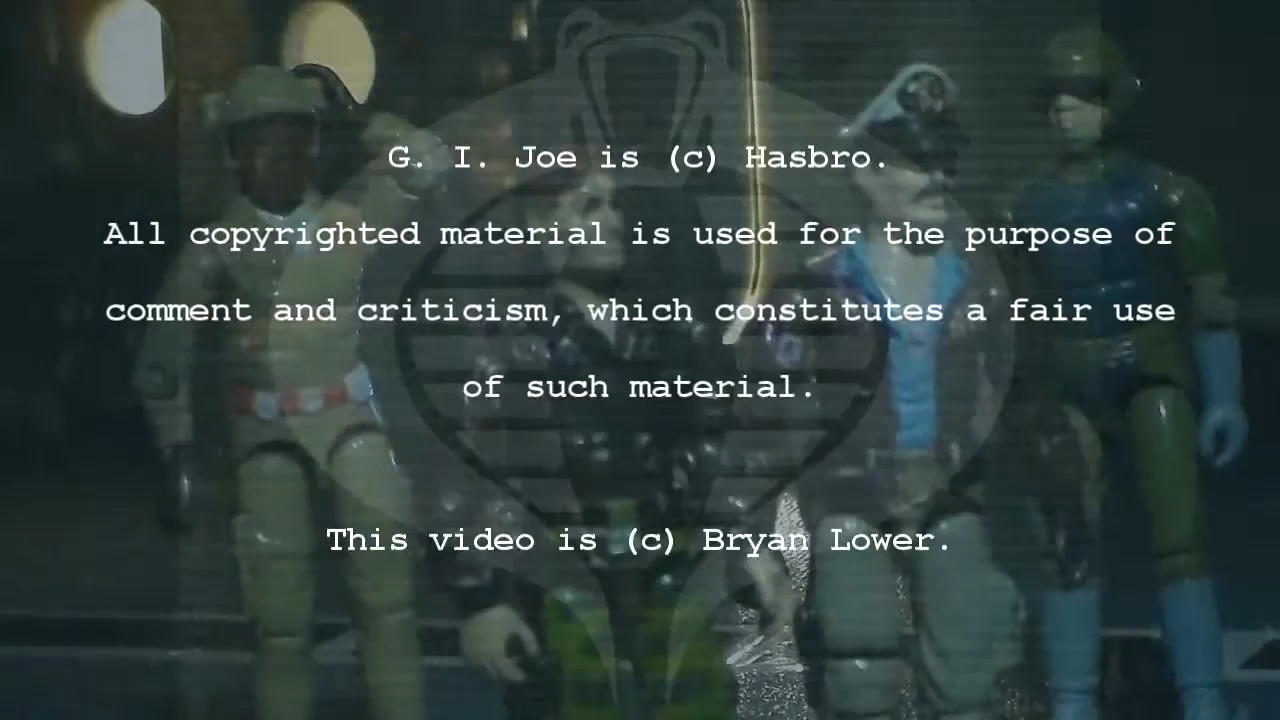 G. I. Joe is (c) Hasbro.
All copyrighted material is used for the purpose of
comment and criticism, which constitutes a fair use
of such material.
This video is (c) Bryan Lower.